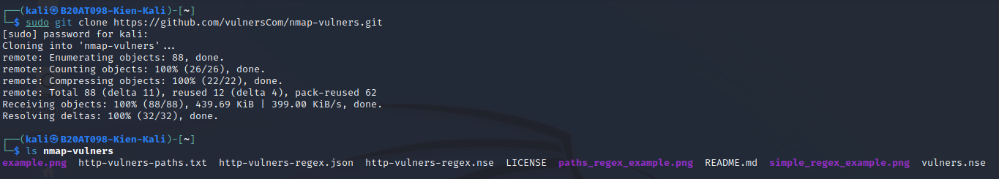 ┌──(kali㉿B20AT098-Kien-Kali)-[~]
└─$ sudo git clone https://github.com/vulnersCom/nmap-vulners.git
[sudo] password for kali:
Cloning into 'nmap-vulners'...
remote: Enumerating objects: 88, done.
remote: Counting objects: 100% (26/26), done.
remote: Compressing objects: 100% (22/22), done.
remote: Total 88 (delta 11), reused 12 (delta 4), pack-reused 62
Receiving objects: 100% (88/88), 439.69 KiB | 399.00 KiB/s, done.
Resolving deltas: 100% (32/32), done.
┌──(kali㉿B20AT098-Kien-Kali)-[~]
└─$ ls nmap-vulners
example.png  http-vulners-paths.txt  http-vulners-regex.json  http-vulners-regex.nse  LICENSE  paths_regex_example.png  README.md  simple_regex_example.png  vulners.nse